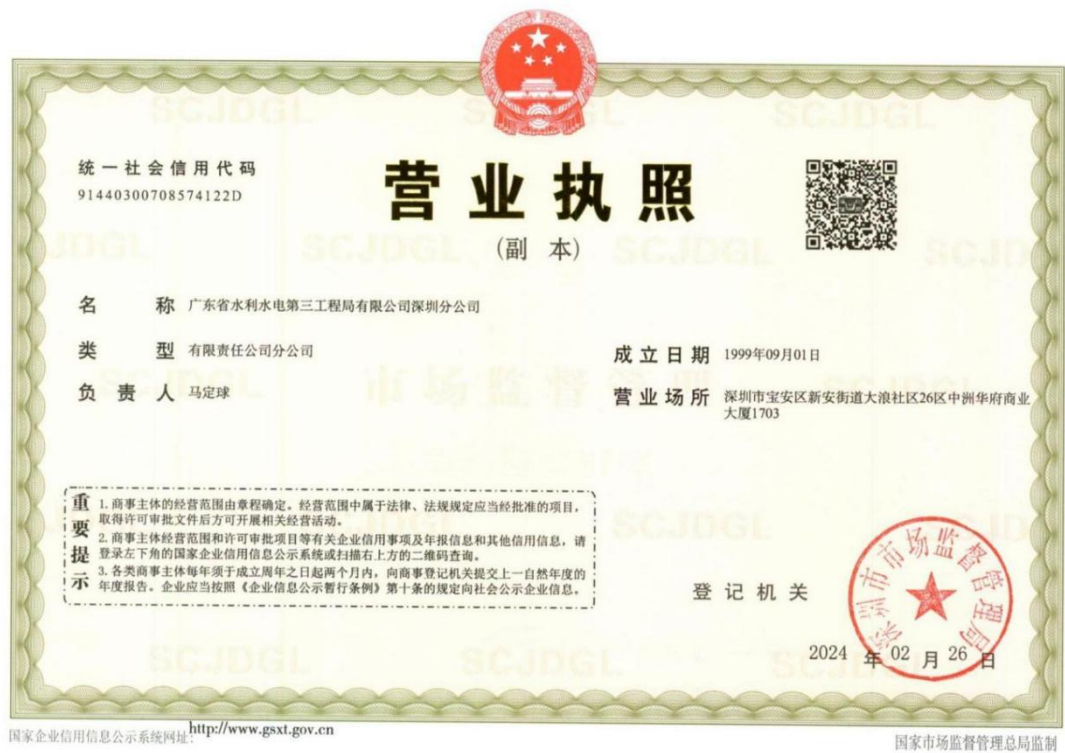 统一社会信用代码
91440300708574122D
营业执照
(副 本)
名 称 广东省水利水电第三工程局有限公司深圳分公司
类 型 有限责任公司分公司
负 责 人 马定球
成立日期 1999年09月01日
营业场所 深圳市宝安区新安街道大浪社区26区中洲华府商业
大厦1703
重要提示
1. 商事主体的经营范围由章程确定。经营范围中属于法律、法规规定应当经批准的项目，
取得许可审批文件后方可开展相关经营活动。
2. 商事主体经营范围和许可审批项目等有关企业信用事项及年报信息和其他信用信息，请
登录左下角的国家企业信用信息公示系统或扫描右上方的二维码查询。
3. 各类商事主体每年须于成立周年之日起两个月内，向商事登记机关提交上一自然年度的
年度报告。企业应当按照《企业信息公示暂行条例》第十条的规定向社会公示企业信息。
登记机关
深圳市市场监督管理局
2024 年 02 月 26 日
国家企业信用信息公示系统网址: http://www.gsxt.gov.cn
国家市场监督管理总局监制
SCJDGL
市场监督管理